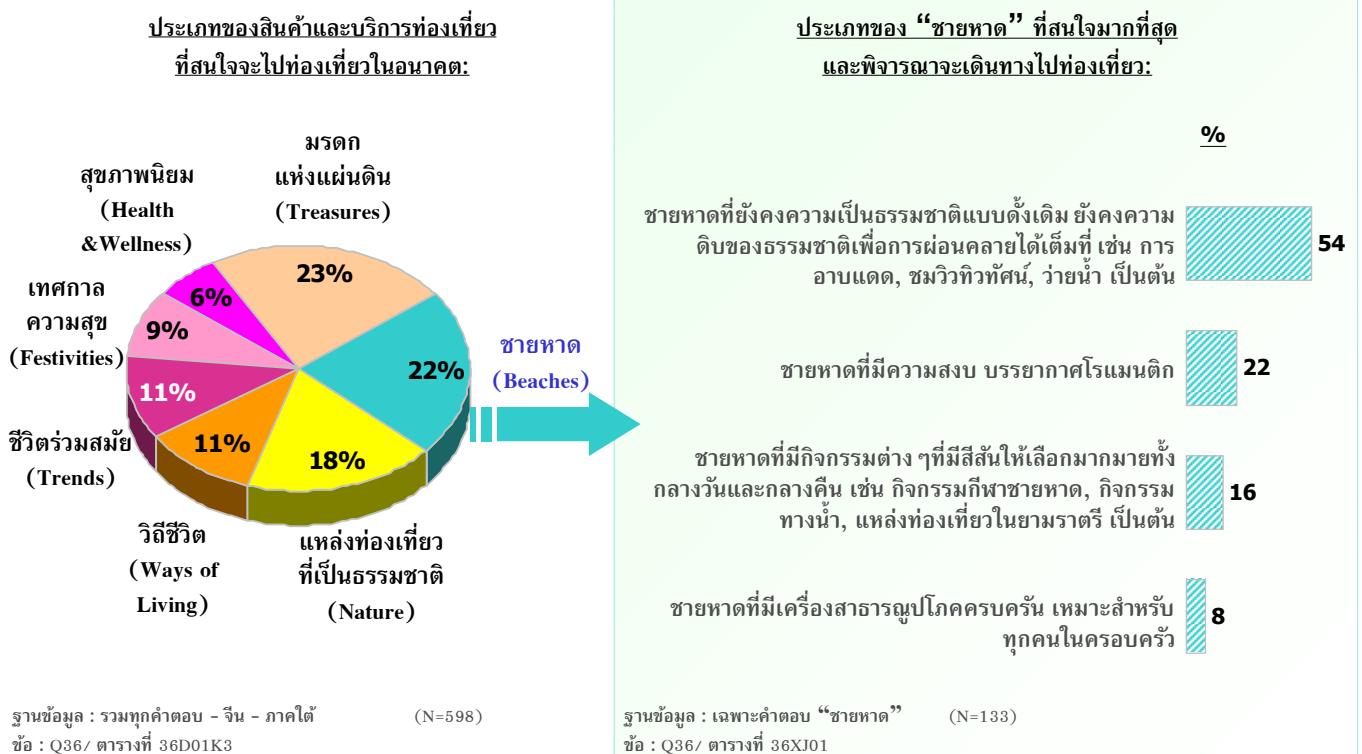 ประเภทของสินค้าและบริการท่องเที่ยว
ที่สนใจจะไปท่องเที่ยวในอนาคต:
มรดก
แห่งแผ่นดิน
(Treasures)
สุขภาพนิยม
(Health
&Wellness)
เทศกาล
ความสุข
(Festivities)
ชีวิตร่วมสมัย
(Trends)
วิถีชีวิต
(Ways of
Living)
แหล่งท่องเที่ยว
ที่เป็นธรรมชาติ
(Nature)
ชายหาด
(Beaches)
23%
6%
9%
11%
11%
18%
22%
ฐานข้อมูล : รวมทุกคำตอบ - จีน - ภาคใต้ (N=598)
ข้อ : Q36/ ตารางที่ 36D01K3
ประเภทของ “ชายหาด” ที่สนใจมากที่สุด
และพิจารณาจะเดินทางไปท่องเที่ยว:
%
ชายหาดที่ยังคงความเป็นธรรมชาติแบบดั้งเดิม ยังคงความ
ดิบของธรรมชาติเพื่อการผ่อนคลายได้เต็มที่ เช่น การ
อาบแดด, ชมวิวทิวทัศน์, ว่ายน้ำ เป็นต้น
54
ชายหาดที่มีความสงบ บรรยากาศโรแมนติก
22
ชายหาดที่มีกิจกรรมต่าง ๆที่มีสีสันให้เลือกมากมายทั้ง
กลางวันและกลางคืน เช่น กิจกรรมกีฬาชายหาด, กิจกรรม
ทางน้ำ, แหล่งท่องเที่ยวในยามราตรี เป็นต้น
16
ชายหาดที่มีเครื่องสาธารณูปโภคครบครัน เหมาะสำหรับ
ทุกคนในครอบครัว
8
ฐานข้อมูล : เฉพาะคำตอบ “ชายหาด” (N=133)
ข้อ : Q36/ ตารางที่ 36XJ01